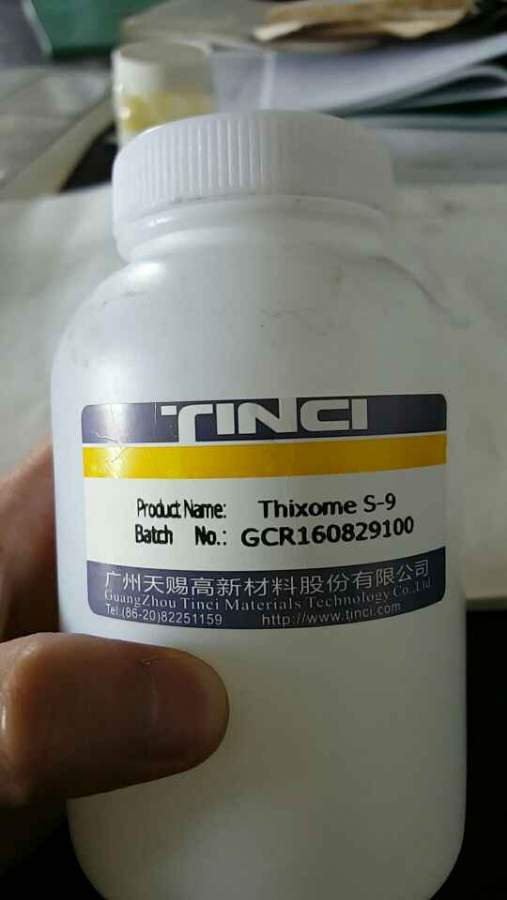 TINCI
Product Name: Thixome S-9
Batch No.: GCR160829100
广州天赐高新材料股份有限公司
GuangZhou Tinci Materials Technology Co.,Ltd.
Tel.(86-20)82251159 http://www.tinci.com